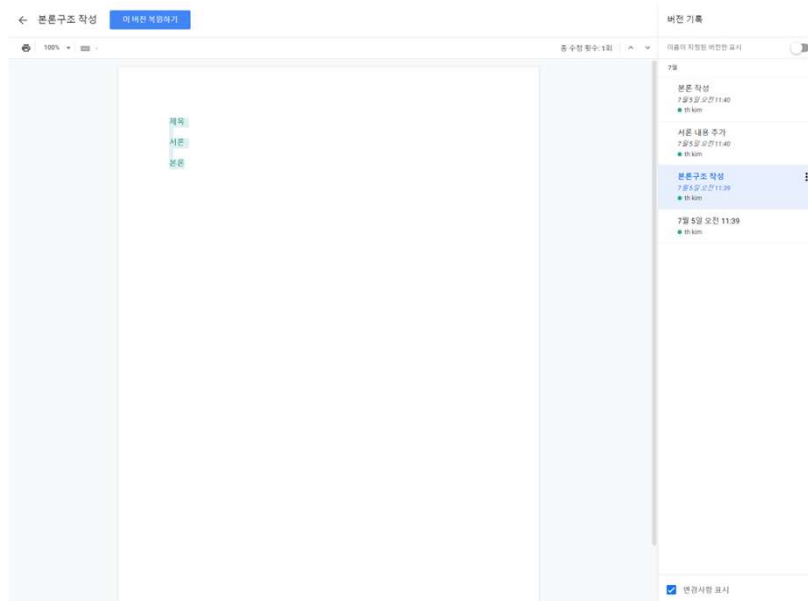 본론구조 작성
이 버전 복원하기
버전 기록
100%
총 수정 횟수: 1회
이름이 지정된 버전만 표시
7월
제목
서론
본론
본론 작성
7월 5일 오전 11:40
th kim
서론 내용 추가
7월 5일 오전 11:40
th kim
본론구조 작성
7월 5일 오전 11:39
th kim
7월 5일 오전 11:39
th kim
변경사항 표시